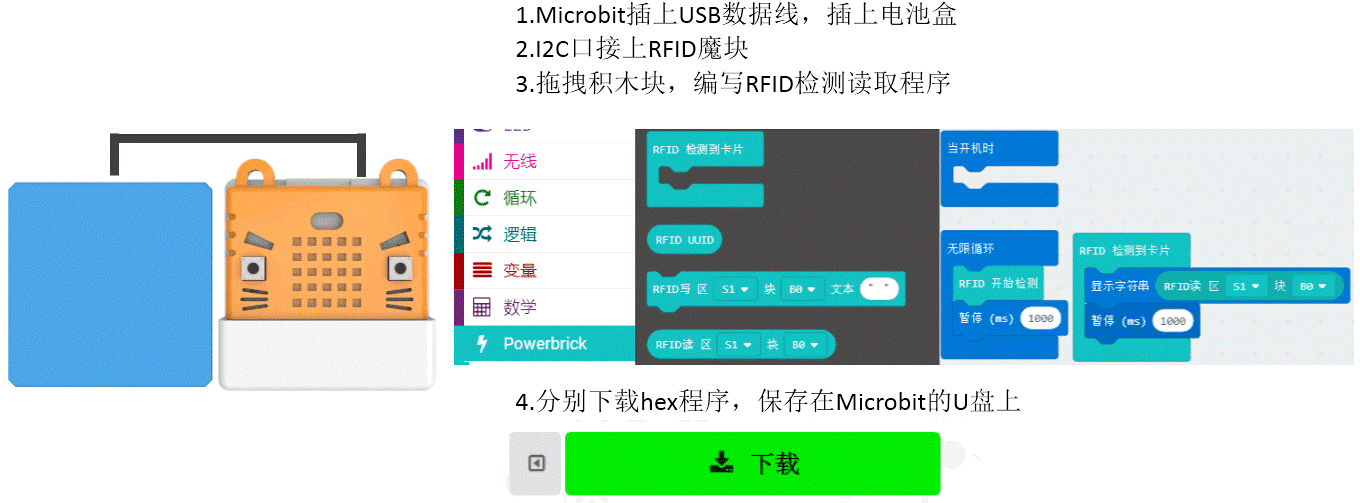 1.Microbit插上USB数据线，插上电池盒
2.I2C口接上RFID魔块
3.拖拽积木块，编写RFID检测读取程序
无线
循环
逻辑
变量
数学
Powerbrick
RFID 检测到卡片
RFID UUID
RFID写 区 S1 块 B0 文本 " "
RFID读 区 S1 块 B0
当开机时
无限循环
RFID 开始检测
暂停 (ms) 1000
RFID 检测到卡片
显示字符串 RFID读 区 S1 块 B0
暂停 (ms) 1000
4.分别下载hex程序，保存在Microbit的U盘上
下载